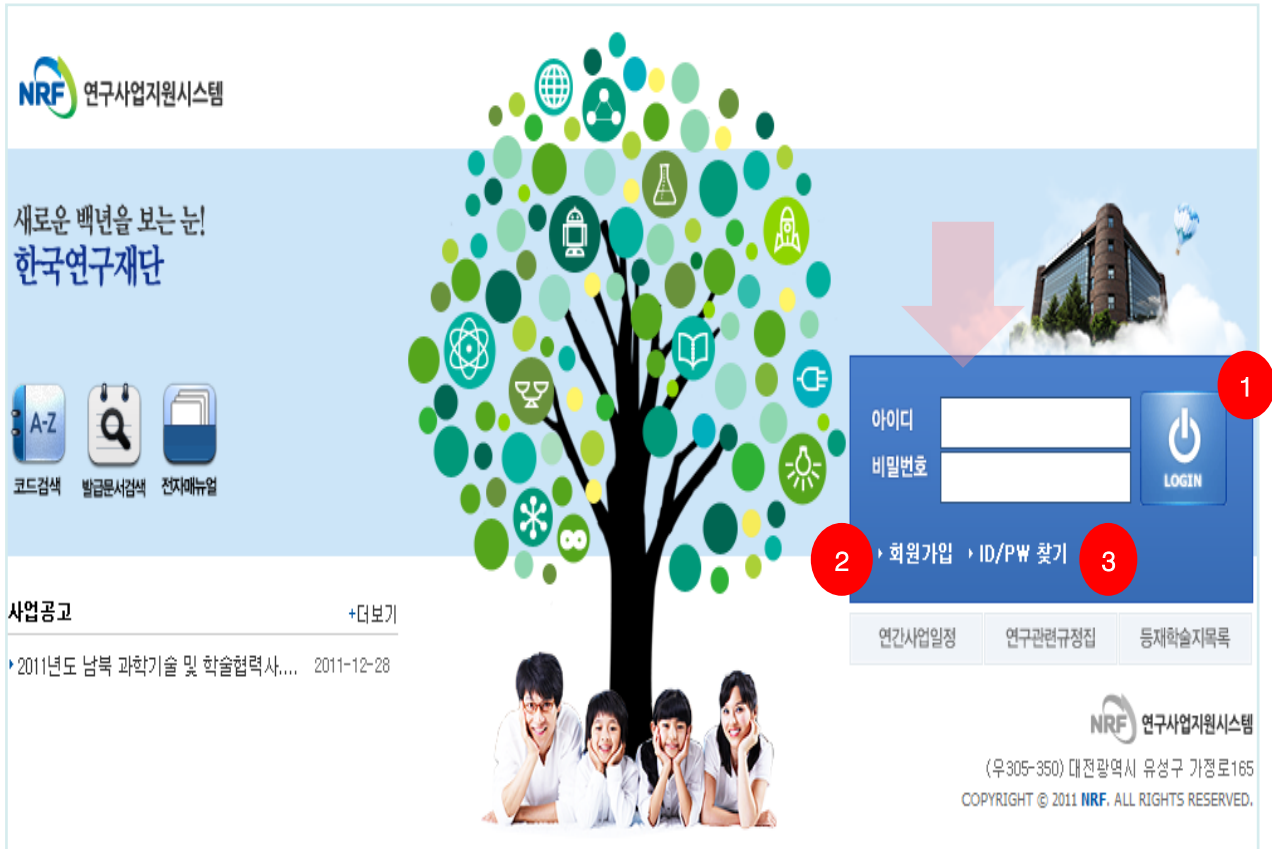 NRF 연구사업지원시스템
새로운 백년을 보는 눈!
한국연구재단
A-Z
코드검색 발급문서검색 전자매뉴얼
사업공고 +더보기
2011년도 남북 과학기술 및 학술협력사.... 2011-12-28
1
아이디
비밀번호
LOGIN
2 회원가입 ID/PW 찾기 3
연간사업일정 연구관련규정집 등재학술지목록
NRF 연구사업지원시스템
(우305-350) 대전광역시 유성구 가정로165
COPYRIGHT © 2011 NRF. ALL RIGHTS RESERVED.